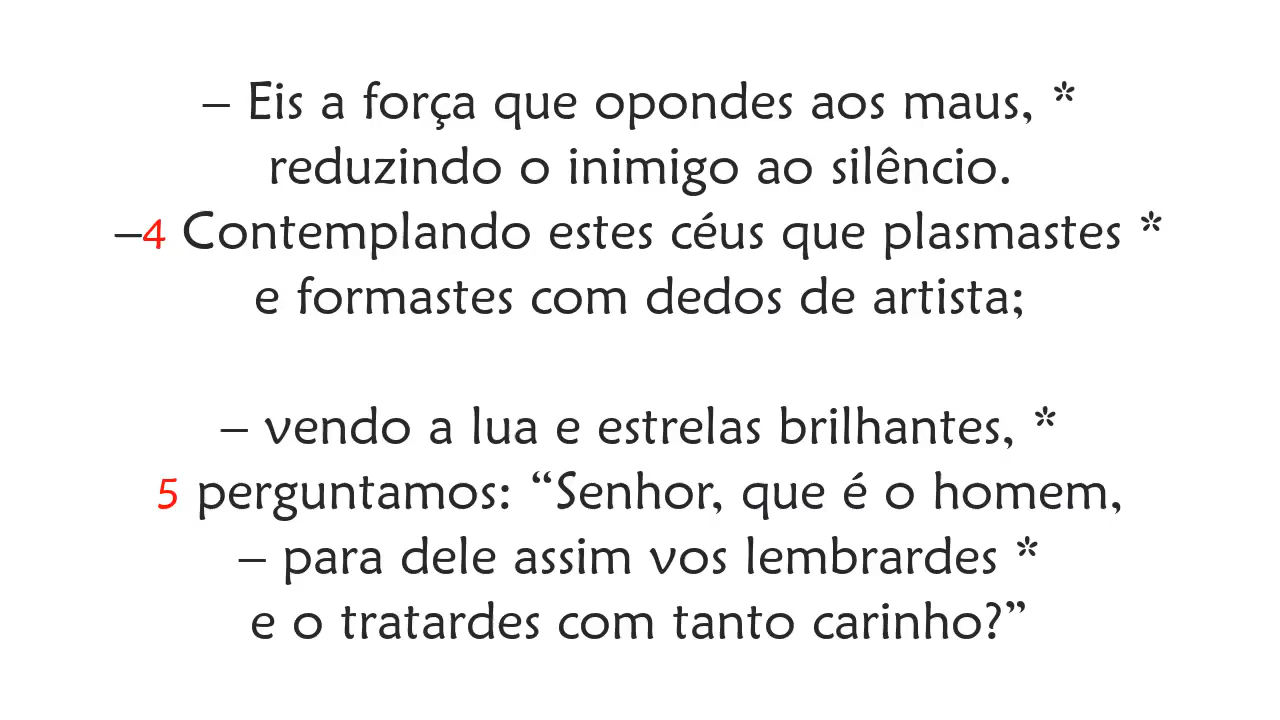 – Eis a força que opondes aos maus, *
reduzindo o inimigo ao silêncio.
–4 Contemplando estes céus que plasmastes *
e formastes com dedos de artista;
– vendo a lua e estrelas brilhantes, *
5 perguntamos: “Senhor, que é o homem,
– para dele assim vos lembrardes *
e o tratardes com tanto carinho?”